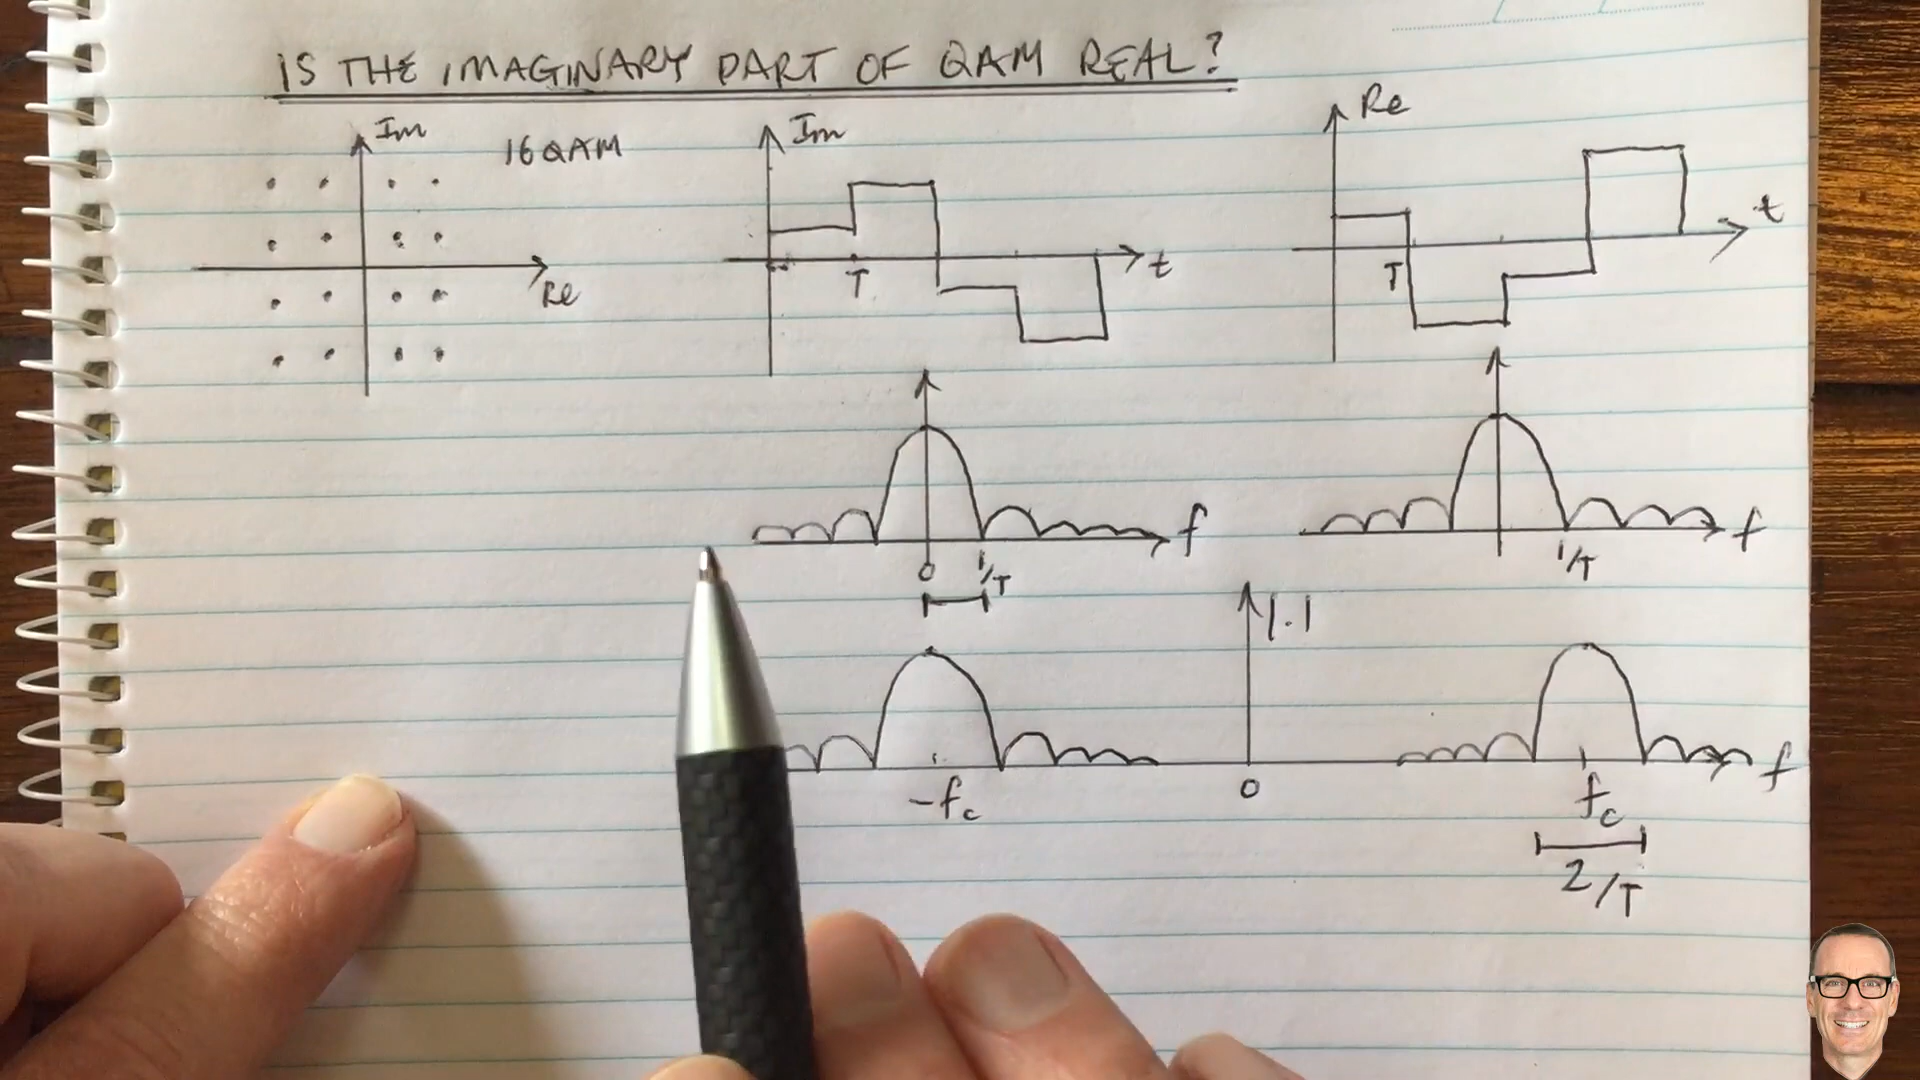 IS THE IMAGINARY PART OF QAM REAL?
Im
16QAM
Re
Im
T
t
Re
T
t
0
1/T
f
1/T
f
|.|
-fc
0
fc
f
2/T